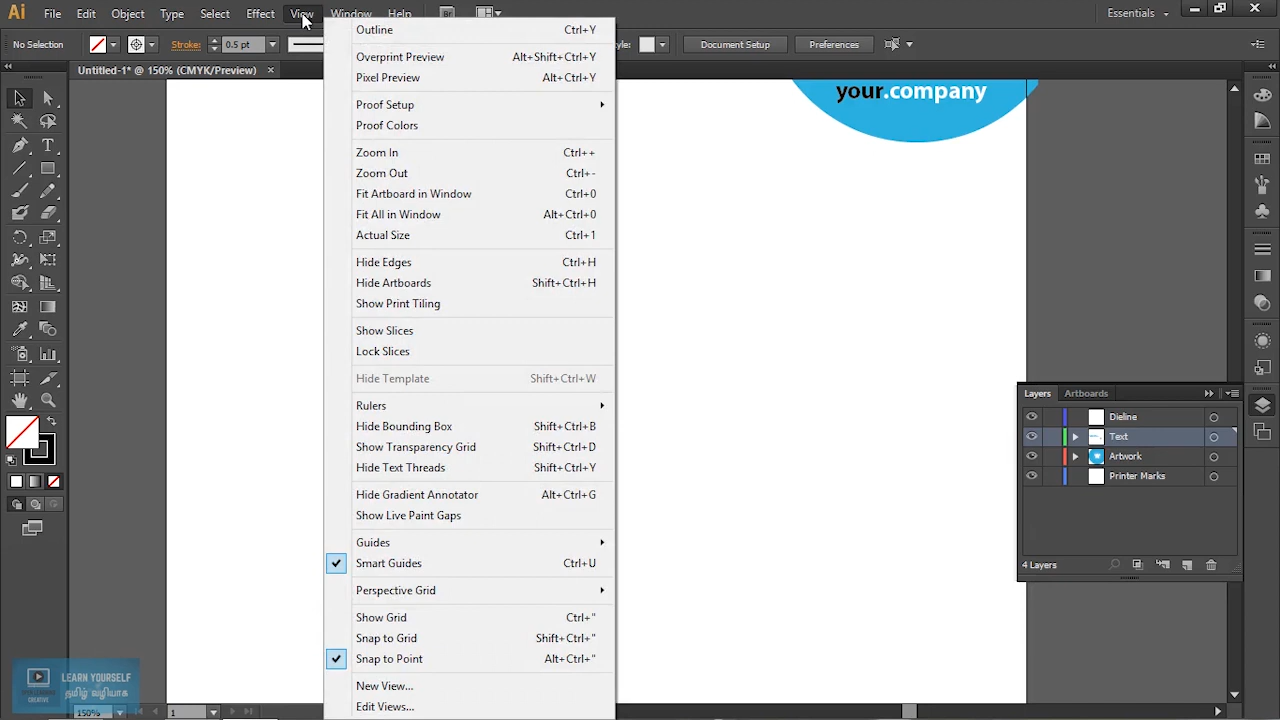 Ai File Edit Object Type Select Effect View Window Help Br Essentials
No Selection Stroke: 0.5 pt Document Setup Preferences
Untitled-1* @ 150% (CMYK/Preview)
your.company
Outline Ctrl+Y
Overprint Preview Alt+Shift+Ctrl+Y
Pixel Preview Alt+Ctrl+Y
Proof Setup
Proof Colors
Zoom In Ctrl++
Zoom Out Ctrl+-
Fit Artboard in Window Ctrl+0
Fit All in Window Alt+Ctrl+0
Actual Size Ctrl+1
Hide Edges Ctrl+H
Hide Artboards Shift+Ctrl+H
Show Print Tiling
Show Slices
Lock Slices
Hide Template Shift+Ctrl+W
Rulers
Hide Bounding Box Shift+Ctrl+B
Show Transparency Grid Shift+Ctrl+D
Hide Text Threads Shift+Ctrl+Y
Hide Gradient Annotator Alt+Ctrl+G
Show Live Paint Gaps
Guides
Smart Guides Ctrl+U
Perspective Grid
Show Grid Ctrl+"
Snap to Grid Shift+Ctrl+"
Snap to Point Alt+Ctrl+"
New View...
Edit Views...
Layers Artboards
Dieline
Text
Artwork
Printer Marks
4 Layers
LEARN YOURSELF
தமிழ் வழியாக
CREATIVE
150% 1